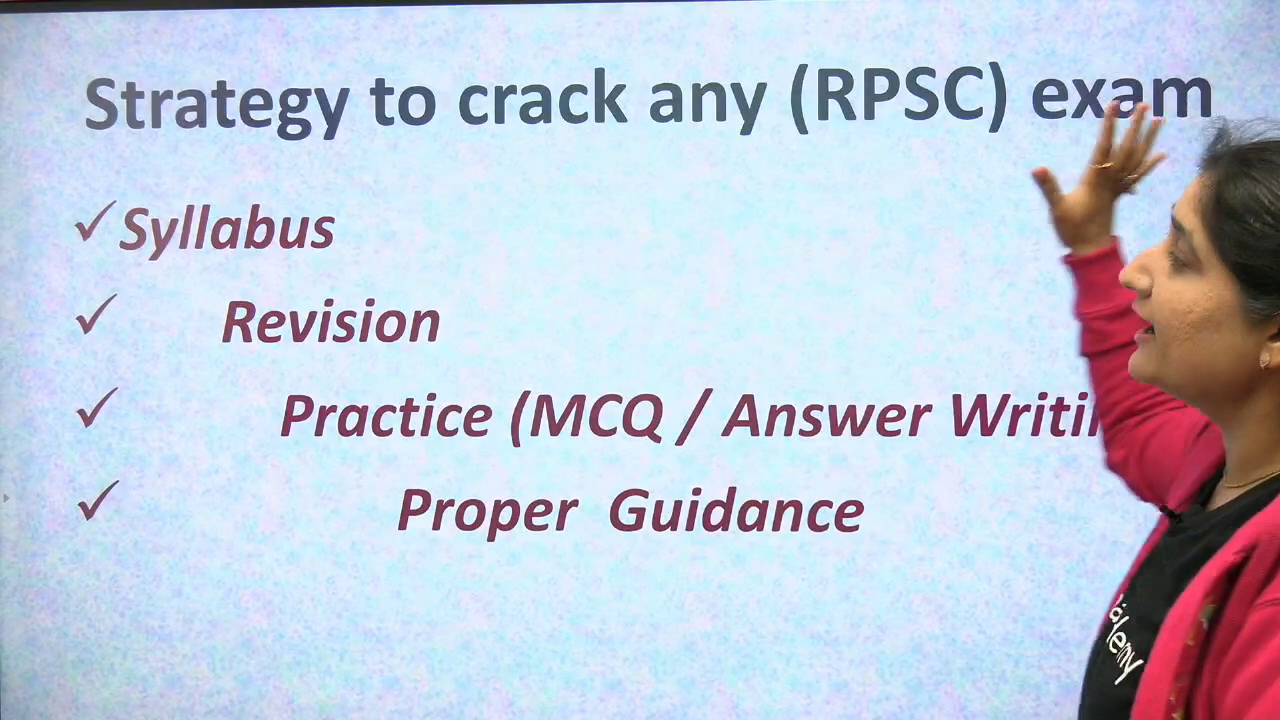 Strategy to crack any (RPSC) exam
✓ Syllabus
✓ Revision
✓ Practice (MCQ / Answer Writi
✓ Proper Guidance